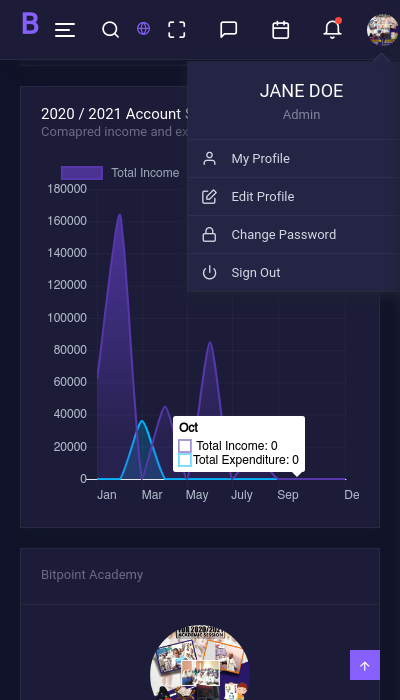 B
JANE DOE
Admin
My Profile
Edit Profile
Change Password
Sign Out
2020 / 2021 Account
Comapred income and ex
Total Income
180000
160000
140000
120000
100000
80000
60000
40000
20000
0
Oct
Total Income: 0
Total Expenditure: 0
Jan Mar May July Sep De
Bitpoint Academy
2020/2021
ACADEMIC SESSION